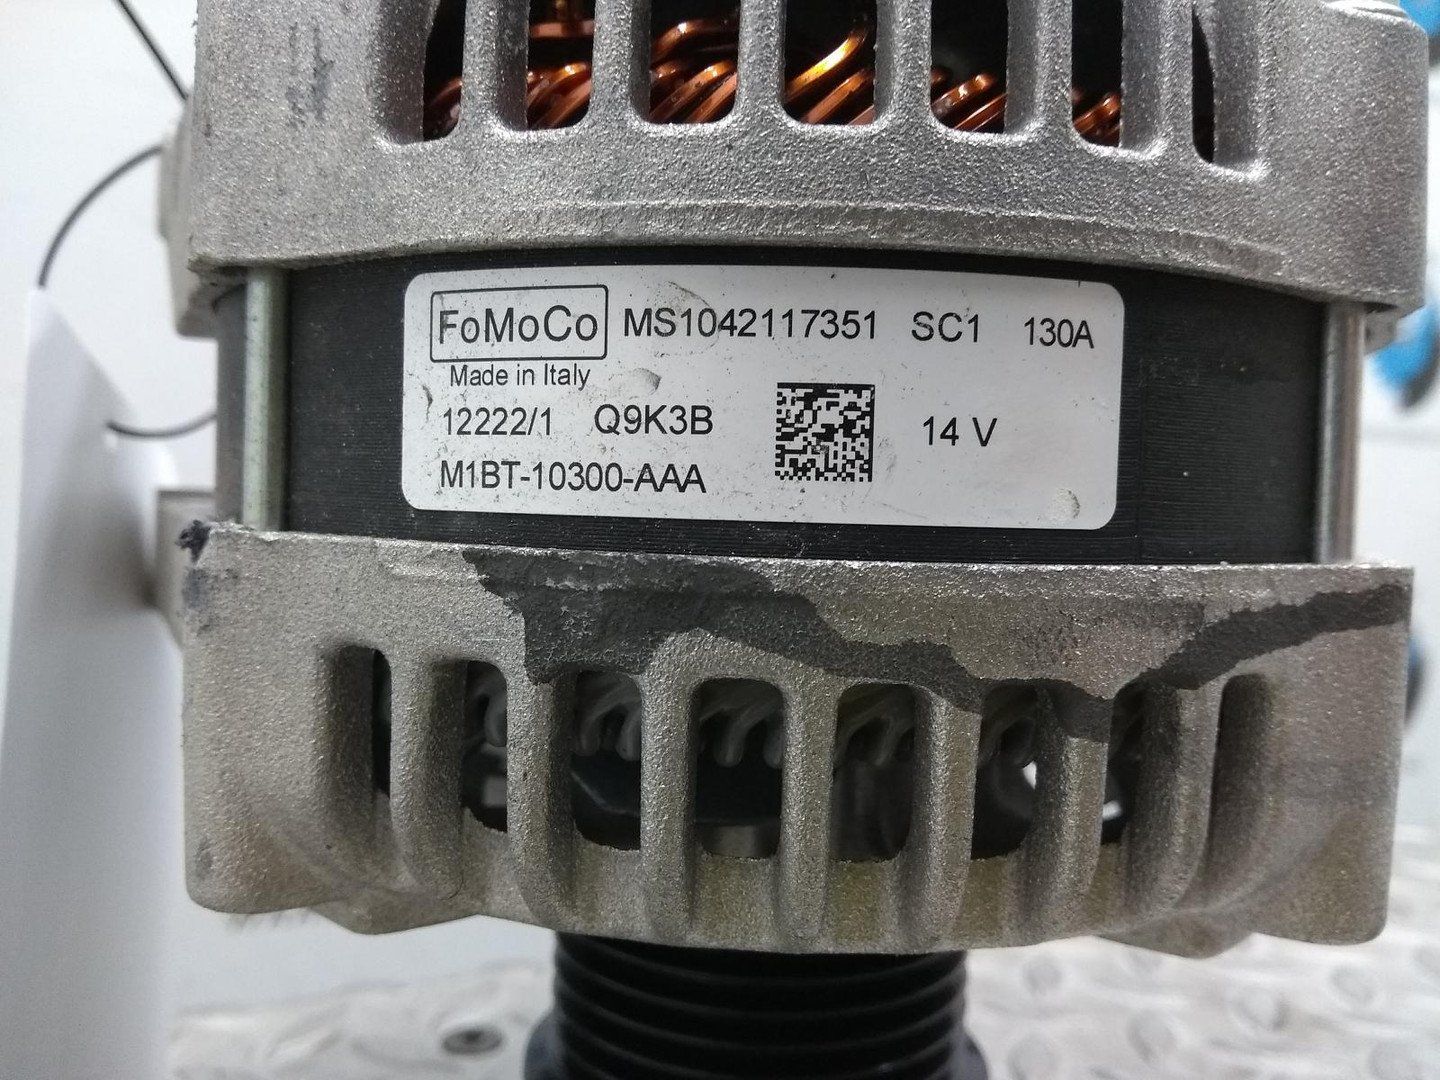 FoMoCo MS1042117351 SC1 130A
Made in Italy
12222/1 Q9K3B 14 V
M1BT-10300-AAA